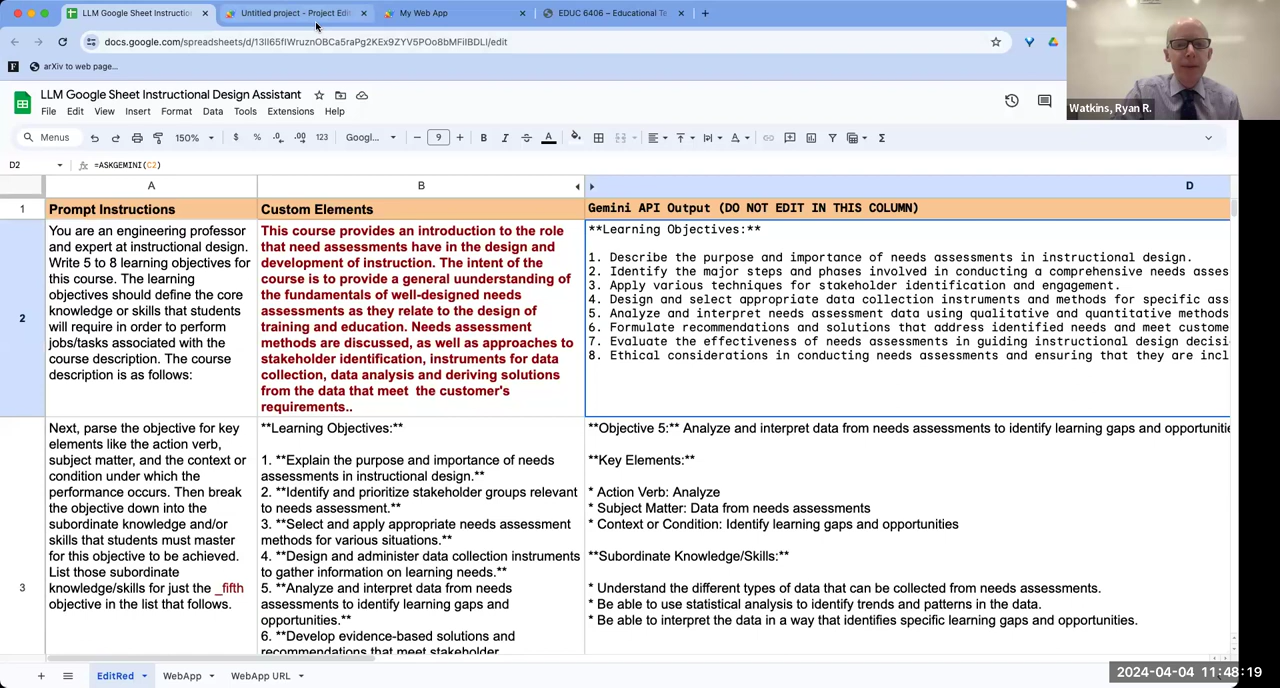 LLM Google Sheet Instruction
Untitled project - Project Edit
My Web App
EDUC 6406 – Educational Te
docs.google.com/spreadsheets/d/13Il65fIWruznOBCa5raPg2KEx9ZYV5POo8bMFiIBDLI/edit
arXiv to web page...
LLM Google Sheet Instructional Design Assistant
File Edit View Insert Format Data Tools Extensions Help
Menus 150% $ % .0 .00 123 Googl... 9 B
D2 fx =ASKGEMINI(C2)
A B D
1 Prompt Instructions Custom Elements Gemini API Output (DO NOT EDIT IN THIS COLUMN)
2
You are an engineering professor
and expert at instructional design.
Write 5 to 8 learning objectives for
this course. The learning
objectives should define the core
knowledge or skills that students
will require in order to perform
jobs/tasks associated with the
course description. The course
description is as follows:
This course provides an introduction to the role
that need assessments have in the design and
development of instruction. The intent of the
course is to provide a general uunderstanding of
the fundamentals of well-designed needs
assessments as they relate to the design of
training and education. Needs assessment
methods are discussed, as well as approaches to
stakeholder identification, instruments for data
collection, data analysis and deriving solutions
from the data that meet the customer's
requirements..
**Learning Objectives:**
1. Describe the purpose and importance of needs assessments in instructional design.
2. Identify the major steps and phases involved in conducting a comprehensive needs asses
3. Apply various techniques for stakeholder identification and engagement.
4. Design and select appropriate data collection instruments and methods for specific ass
5. Analyze and interpret needs assessment data using qualitative and quantitative methods
6. Formulate recommendations and solutions that address identified needs and meet custome
7. Evaluate the effectiveness of needs assessments in guiding instructional design decisi
8. Ethical considerations in conducting needs assessments and ensuring that they are incl
3
Next, parse the objective for key
elements like the action verb,
subject matter, and the context or
condition under which the
performance occurs. Then break
the objective down into the
subordinate knowledge and/or
skills that students must master
for this objective to be achieved.
List those subordinate
knowledge/skills for just the _fifth
objective in the list that follows.
**Learning Objectives:**
1. **Explain the purpose and importance of needs
assessments in instructional design.**
2. **Identify and prioritize stakeholder groups relevant
to needs assessment.**
3. **Select and apply appropriate needs assessment
methods for various situations.**
4. **Design and administer data collection instruments
to gather information on learning needs.**
5. **Analyze and interpret data from needs
assessments to identify learning gaps and
opportunities.**
6. **Develop evidence-based solutions and
recommendations that meet stakeholder
**Objective 5:** Analyze and interpret data from needs assessments to identify learning gaps and opportunitie
**Key Elements:**
* Action Verb: Analyze
* Subject Matter: Data from needs assessments
* Context or Condition: Identify learning gaps and opportunities
**Subordinate Knowledge/Skills:**
* Understand the different types of data that can be collected from needs assessments.
* Be able to use statistical analysis to identify trends and patterns in the data.
* Be able to interpret the data in a way that identifies specific learning gaps and opportunities.
EditRed WebApp WebApp URL
Watkins, Ryan R.
2024-04-04 11:48:19